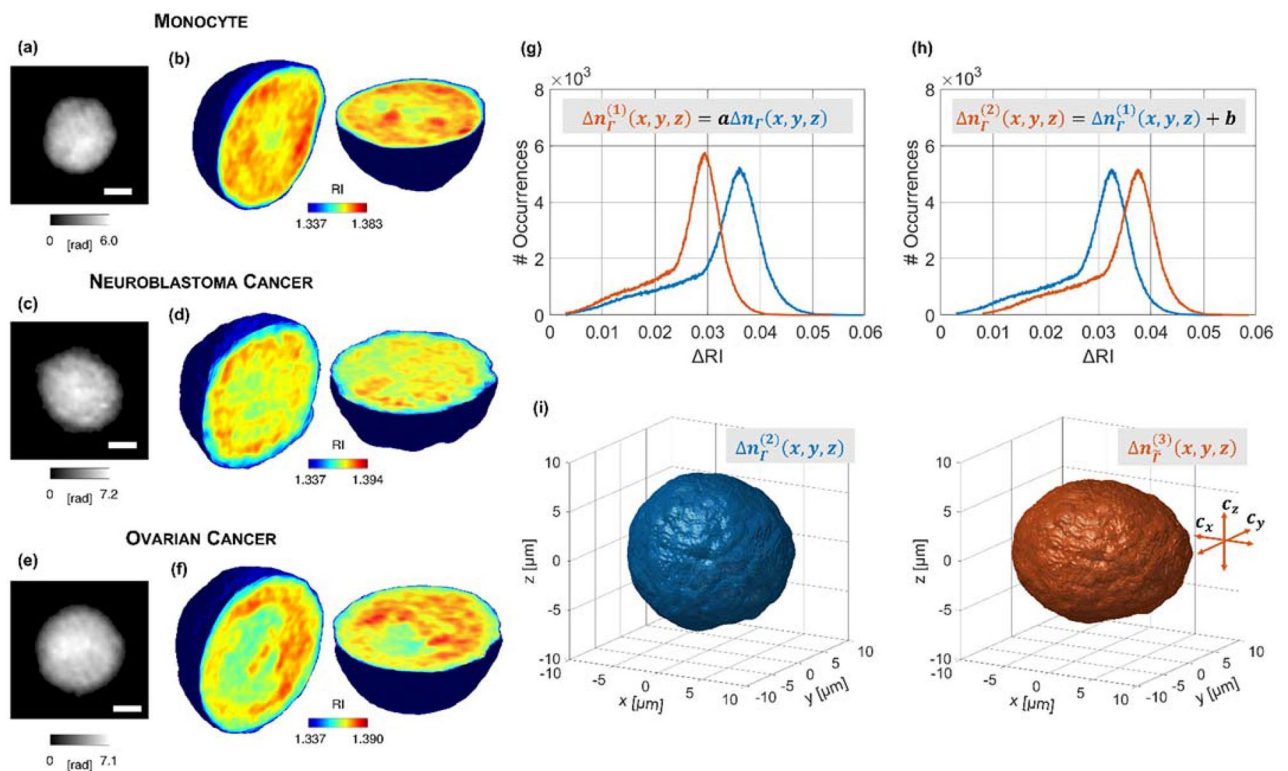 MONOCYTE
(a)
(b)
0 [rad] 6.0
RI
1.337 1.383
NEUROBLASTOMA CANCER
(c)
(d)
0 [rad] 7.2
RI
1.337 1.394
OVARIAN CANCER
(e)
(f)
0 [rad] 7.1
RI
1.337 1.390
(g)
×10³
Δn_Γ^(1)(x, y, z) = aΔn_Γ(x, y, z)
8
6
4
2
0
# Occurrences
0 0.01 0.02 0.03 0.04 0.05 0.06
ΔRI
(h)
×10³
Δn_Γ^(2)(x, y, z) = Δn_Γ^(1)(x, y, z) + b
8
6
4
2
0
# Occurrences
0 0.01 0.02 0.03 0.04 0.05 0.06
ΔRI
(i)
Δn_Γ^(2)(x, y, z)
10
5
0
-5
-10
z [µm]
-10 -5 0 5 10
x [µm]
-10 -5 0 5 10
y [µm]
Δn_Γ̃^(3)(x, y, z)
c_x c_z c_y
10
5
0
-5
-10
z [µm]
-10 -5 0 5 10
x [µm]
-10 -5 0 5 10
y [µm]